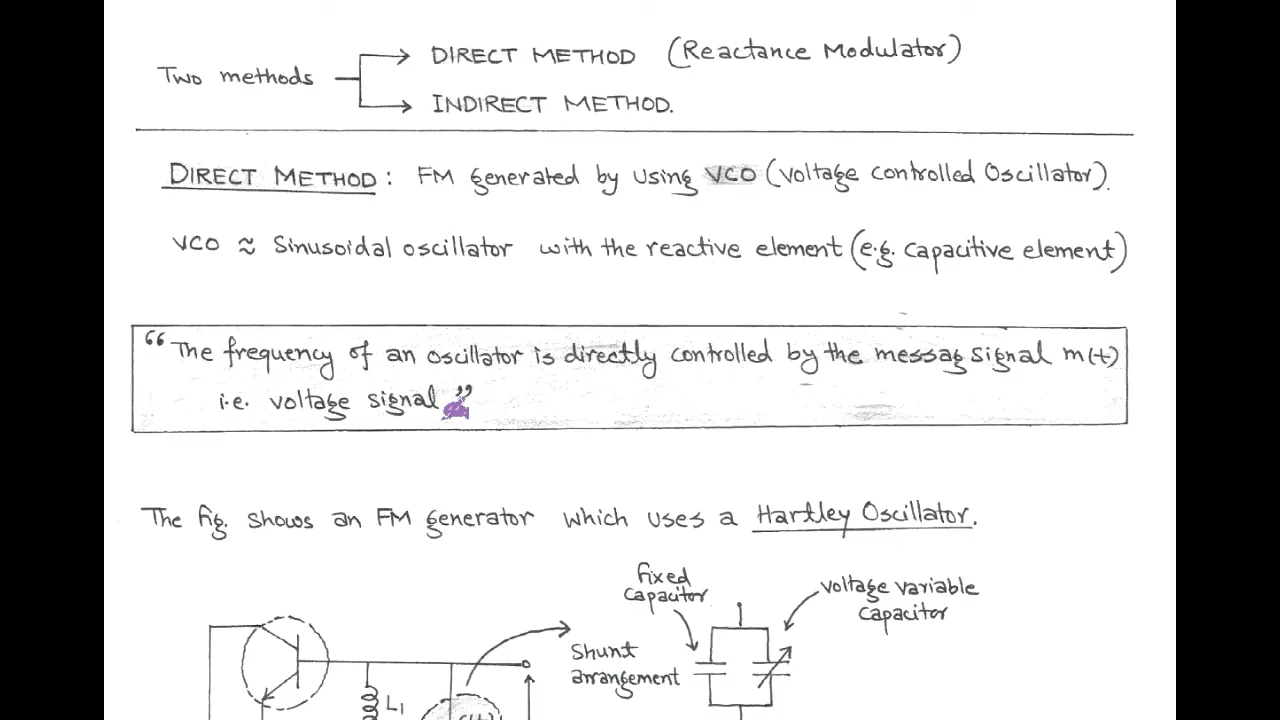 Two methods
DIRECT METHOD (Reactance Modulator)
INDIRECT METHOD.
DIRECT METHOD: FM generated by using VCO (Voltage Controlled Oscillator).
VCO ≈ Sinusoidal oscillator with the reactive element (e.g. capacitive element)
“The frequency of an oscillator is directly controlled by the messag signal m(t)
i.e. voltage signal”
The fig. shows an FM generator which uses a Hartley Oscillator.
fixed
capacitor
voltage variable
capacitor
Shunt
arrangement
L1